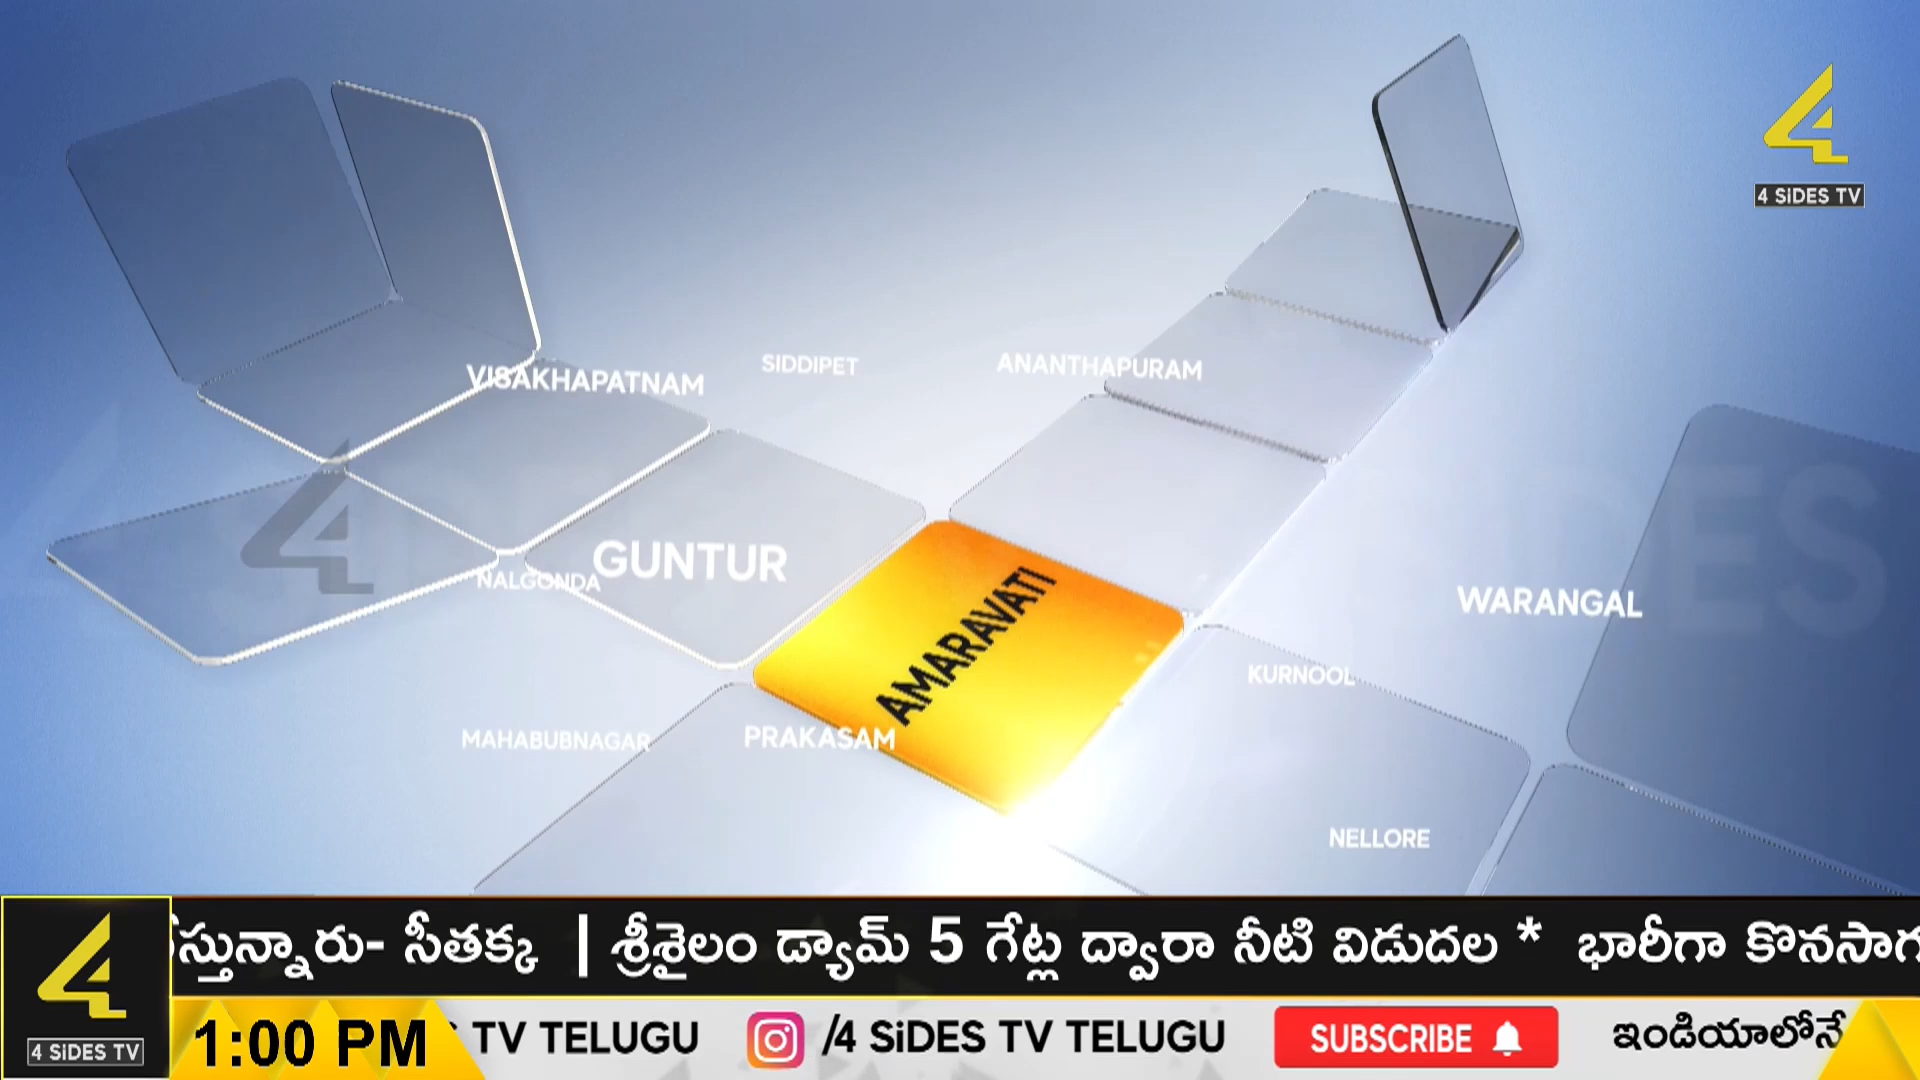 4 SiDES TV
SIDDIPET
ANANTHAPURAM
VISAKHAPATNAM
GUNTUR
NALGONDA
AMARAVATI
WARANGAL
KURNOOL
PRAKASAM
MAHABUBNAGAR
NELLORE
సీతక్క | శ్రీశైలం డ్యామ్ 5 గేట్ల ద్వారా నీటి విడుదల * భారీగా
4 SiDES TV
1:00 PM TV TELUGU /4 SiDES TV TELUGU SUBSCRIBE ఇండియాలోనే